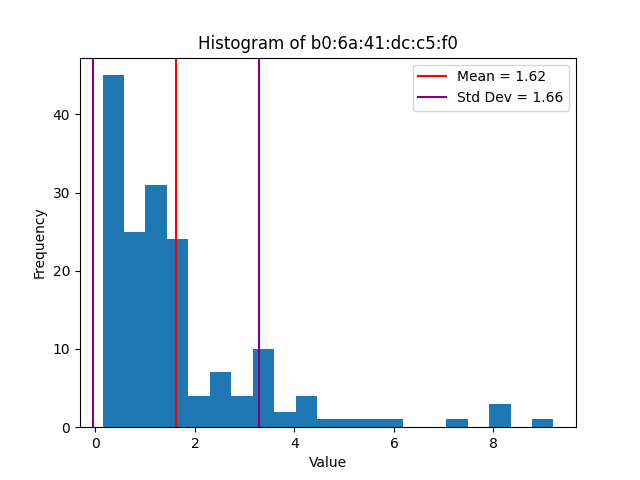 Histogram of b0:6a:41:dc:c5:f0
Mean = 1.62
Std Dev = 1.66
Frequency
40
30
20
10
0
0 2 4 6 8
Value